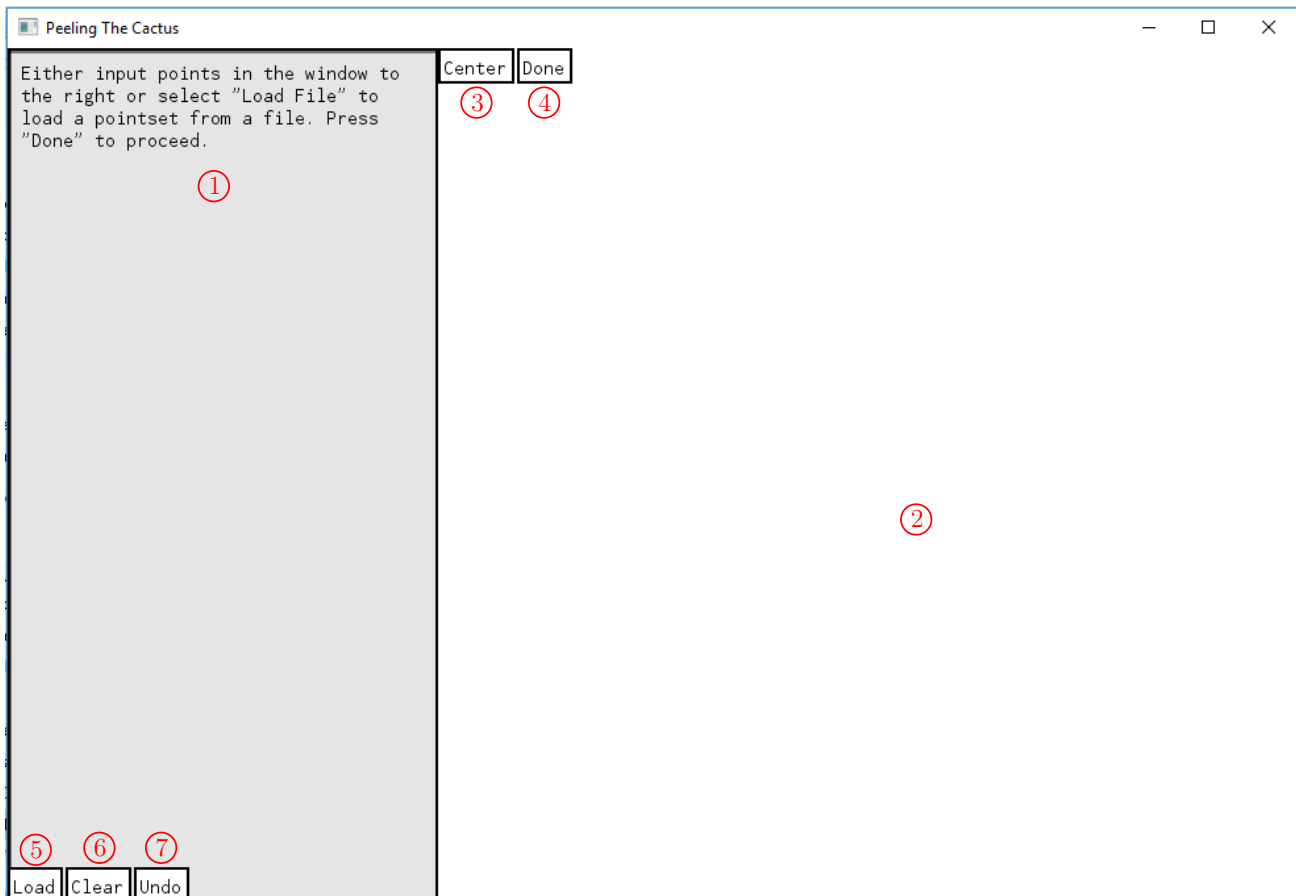 Peeling The Cactus
Either input points in the window to
the right or select "Load File" to
load a pointset from a file. Press
"Done" to proceed.
Center Done
③ ④
①
②
⑤ ⑥ ⑦
Load Clear Undo